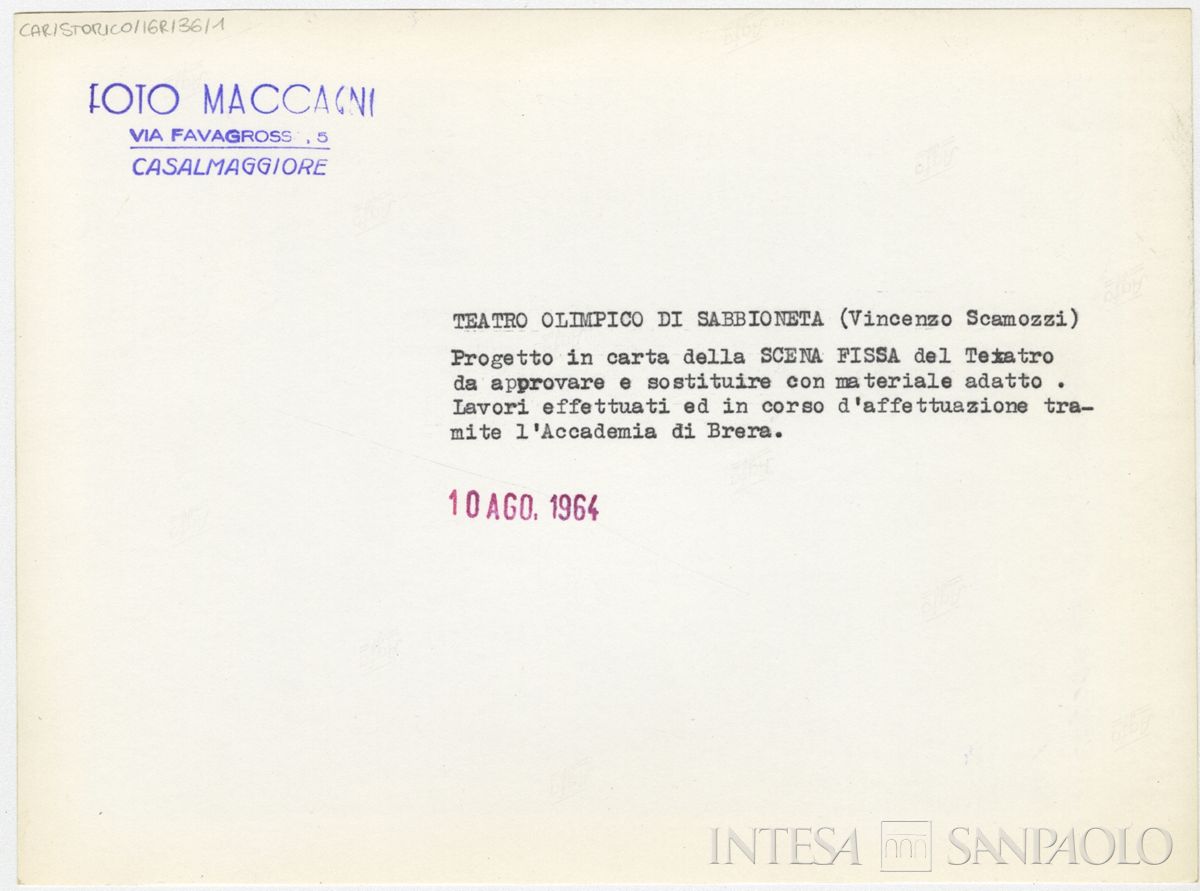 CARISTORICO/16R/36/1
FOTO MACCAGNI
VIA FAVAGROSS , 5
CASALMAGGIORE
TEATRO OLIMPICO DI SABBIONETA (Vincenzo Scamozzi)
Progetto in carta della SCENA FISSA del Texatro
da approvare e sostituire con materiale adatto .
Lavori effettuati ed in corso d'affettuazione tra-
mite l'Accademia di Brera.
10 AGO. 1964
INTESA SANPAOLO